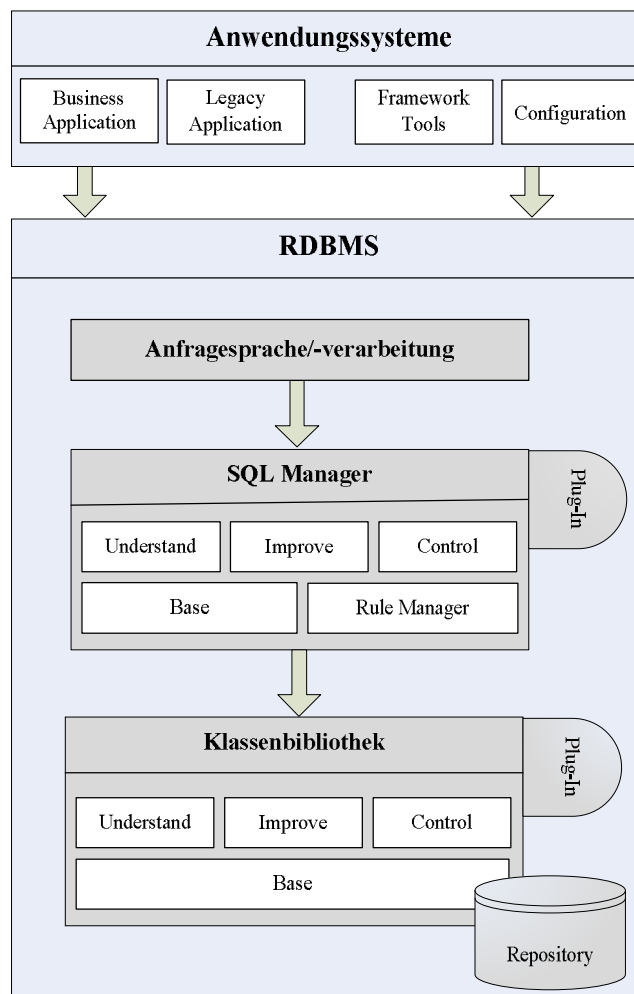 Anwendungssysteme
Business
Application
Legacy
Application
Framework
Tools
Configuration
RDBMS
Anfragesprache/-verarbeitung
SQL Manager
Plug-In
Understand
Improve
Control
Base
Rule Manager
Klassenbibliothek
Plug-In
Understand
Improve
Control
Base
Repository